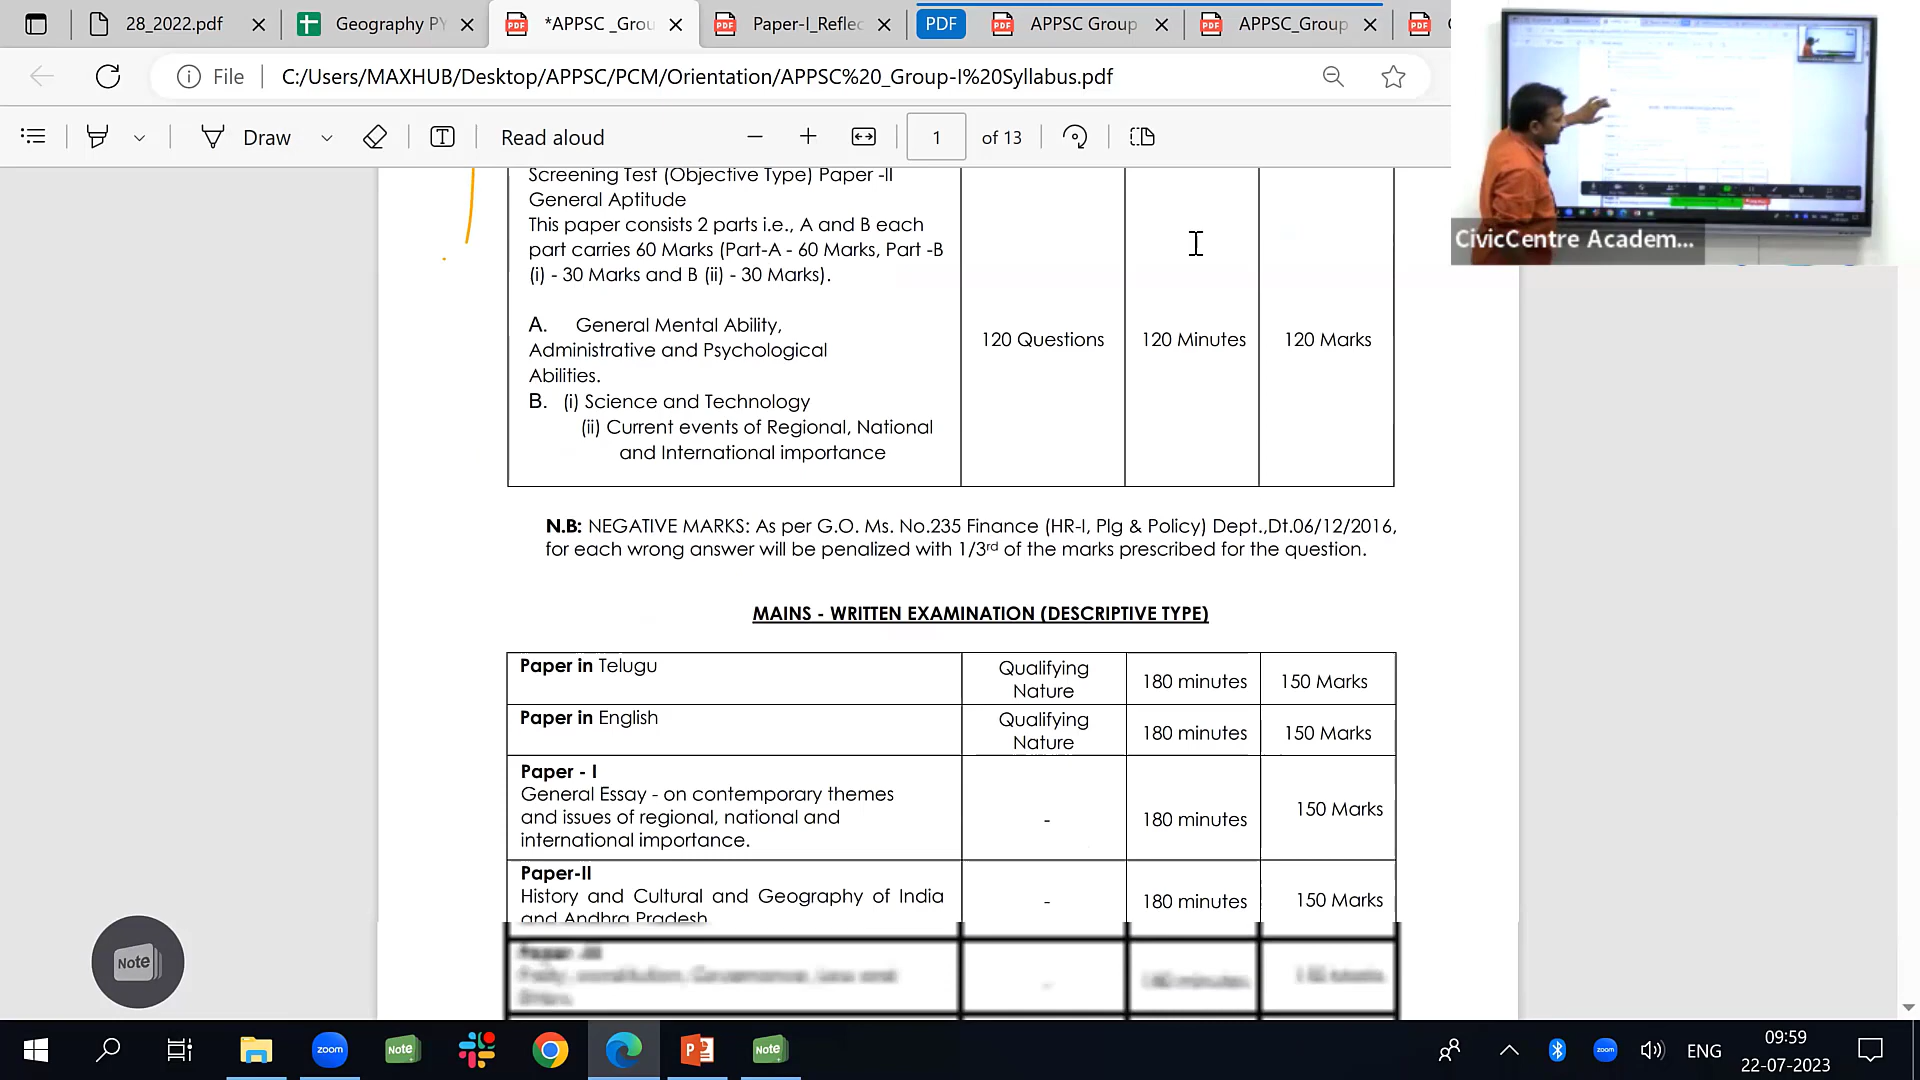 28_2022.pdf
Geography PY
*APPSC _Grou
Paper-I_Reflec
PDF
APPSC Group
APPSC_Group
File
C:/Users/MAXHUB/Desktop/APPSC/PCM/Orientation/APPSC%20_Group-I%20Syllabus.pdf
Draw
Read aloud
1
of 13
CivicCentre Academ...
Screening Test (Objective Type) Paper -II
General Aptitude
This paper consists 2 parts i.e., A and B each
part carries 60 Marks (Part-A - 60 Marks, Part -B
(i) - 30 Marks and B (ii) - 30 Marks).
A. General Mental Ability,
Administrative and Psychological
Abilities.
B. (i) Science and Technology
(ii) Current events of Regional, National
and International importance
120 Questions
120 Minutes
120 Marks
N.B: NEGATIVE MARKS: As per G.O. Ms. No.235 Finance (HR-I, Plg & Policy) Dept.,Dt.06/12/2016,
for each wrong answer will be penalized with 1/3rd of the marks prescribed for the question.
MAINS - WRITTEN EXAMINATION (DESCRIPTIVE TYPE)
Paper in Telugu
Qualifying
Nature
180 minutes
150 Marks
Paper in English
Qualifying
Nature
180 minutes
150 Marks
Paper - I
General Essay - on contemporary themes
and issues of regional, national and
international importance.
-
180 minutes
150 Marks
Paper-II
History and Cultural and Geography of India
and Andhra Pradesh
-
180 minutes
150 Marks
Note
zoom
Note
Note
zoom
ENG
09:59
22-07-2023